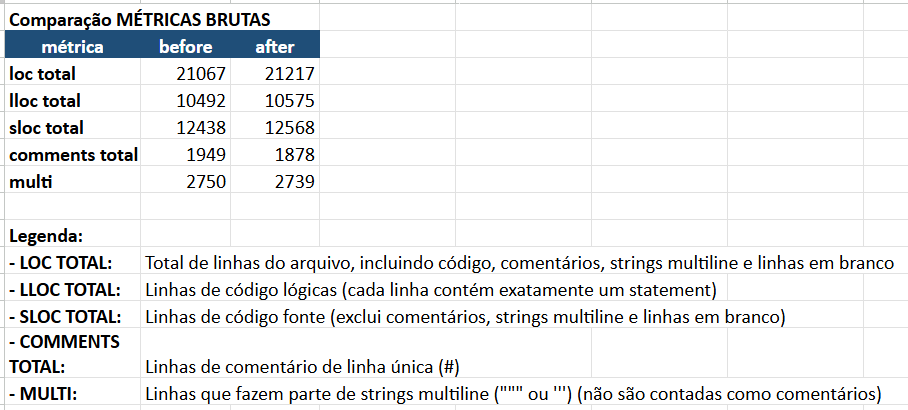 Comparação MÉTRICAS BRUTAS
métrica before after
loc total 21067 21217
lloc total 10492 10575
sloc total 12438 12568
comments total 1949 1878
multi 2750 2739
Legenda:
- LOC TOTAL: Total de linhas do arquivo, incluindo código, comentários, strings multiline e linhas em branco
- LLOC TOTAL: Linhas de código lógicas (cada linha contém exatamente um statement)
- SLOC TOTAL: Linhas de código fonte (exclui comentários, strings multiline e linhas em branco)
- COMMENTS
TOTAL: Linhas de comentário de linha única (#)
- MULTI: Linhas que fazem parte de strings multiline (""" ou ''') (não são contadas como comentários)